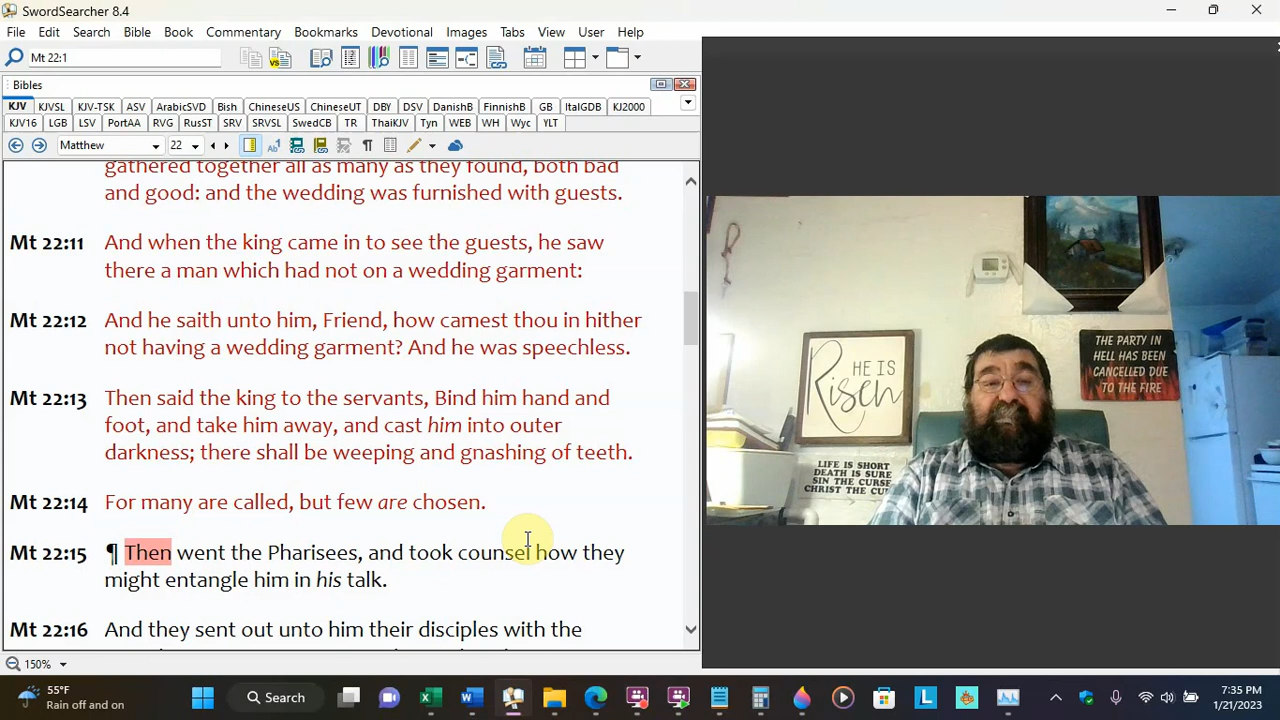 SwordSearcher 8.4
File Edit Search Bible Book Commentary Bookmarks Devotional Images Tabs View User Help
Mt 22:1
Bibles
KJV KJVSL KJV-TSK ASV ArabicSVD Bish ChineseUS ChineseUT DBY DSV DanishB FinnishB GB ItalGDB KJ2000
KJV16 LGB LSV PortAA RVG RusST SRV SRVSL SwedCB TR ThaiKJV Tyn WEB WH Wyc YLT
Matthew 22
gathered together all as many as they found, both bad
and good: and the wedding was furnished with guests.
Mt 22:11 And when the king came in to see the guests, he saw
there a man which had not on a wedding garment:
Mt 22:12 And he saith unto him, Friend, how camest thou in hither
not having a wedding garment? And he was speechless.
Mt 22:13 Then said the king to the servants, Bind him hand and
foot, and take him away, and cast him into outer
darkness; there shall be weeping and gnashing of teeth.
Mt 22:14 For many are called, but few are chosen.
Mt 22:15 ¶ Then went the Pharisees, and took counsel how they
might entangle him in his talk.
Mt 22:16 And they sent out unto him their disciples with the
150%
HE IS
Risen
THE PARTY IN
HELL HAS BEEN
CANCELLED DUE
TO THE FIRE
LIFE IS SHORT
DEATH IS SURE
SIN THE CURSE
CHRIST THE CU
55°F
Rain off and on
Search
7:35 PM
1/21/2023